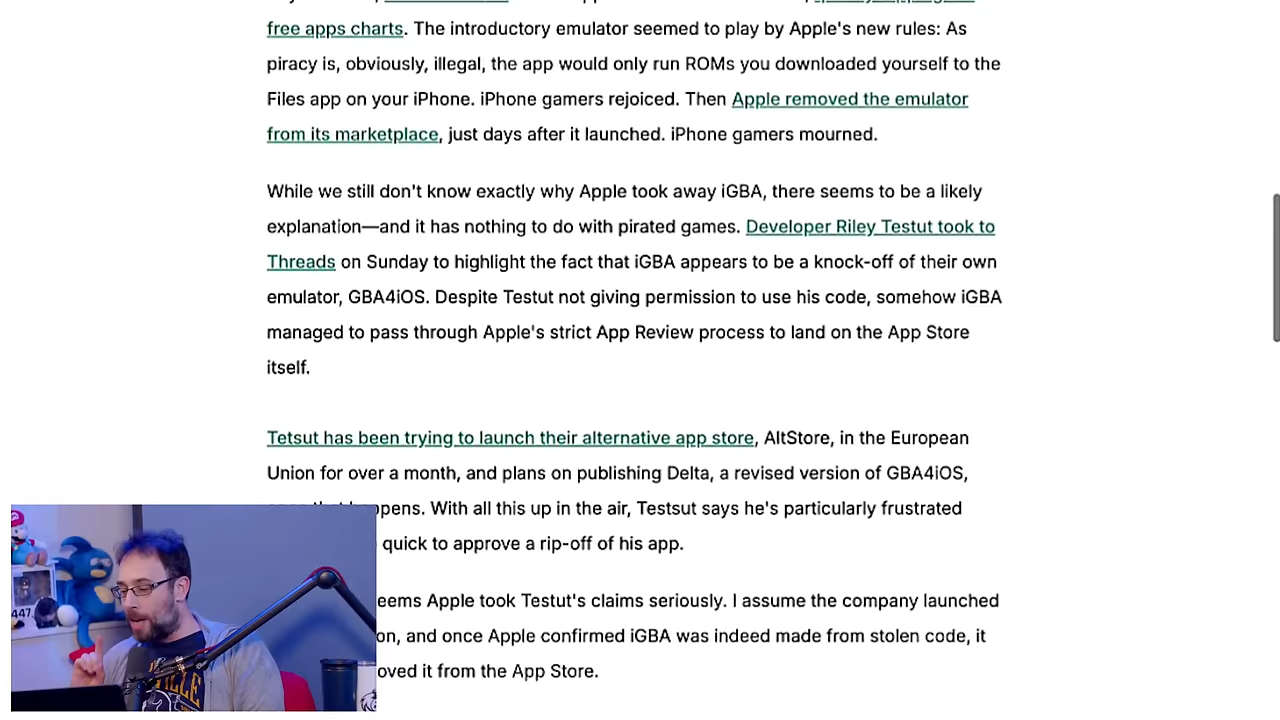 free apps charts. The introductory emulator seemed to play by Apple's new rules: As
piracy is, obviously, illegal, the app would only run ROMs you downloaded yourself to the
Files app on your iPhone. iPhone gamers rejoiced. Then Apple removed the emulator
from its marketplace, just days after it launched. iPhone gamers mourned.
While we still don't know exactly why Apple took away iGBA, there seems to be a likely
explanation—and it has nothing to do with pirated games. Developer Riley Testut took to
Threads on Sunday to highlight the fact that iGBA appears to be a knock-off of their own
emulator, GBA4iOS. Despite Testut not giving permission to use his code, somehow iGBA
managed to pass through Apple's strict App Review process to land on the App Store
itself.
Tetsut has been trying to launch their alternative app store, AltStore, in the European
Union for over a month, and plans on publishing Delta, a revised version of GBA4iOS,
With all this up in the air, Testsut says he's particularly frustrated
quick to approve a rip-off of his app.
Apple took Testut's claims seriously. I assume the company launched
and once Apple confirmed iGBA was indeed made from stolen code, it
from the App Store.
447